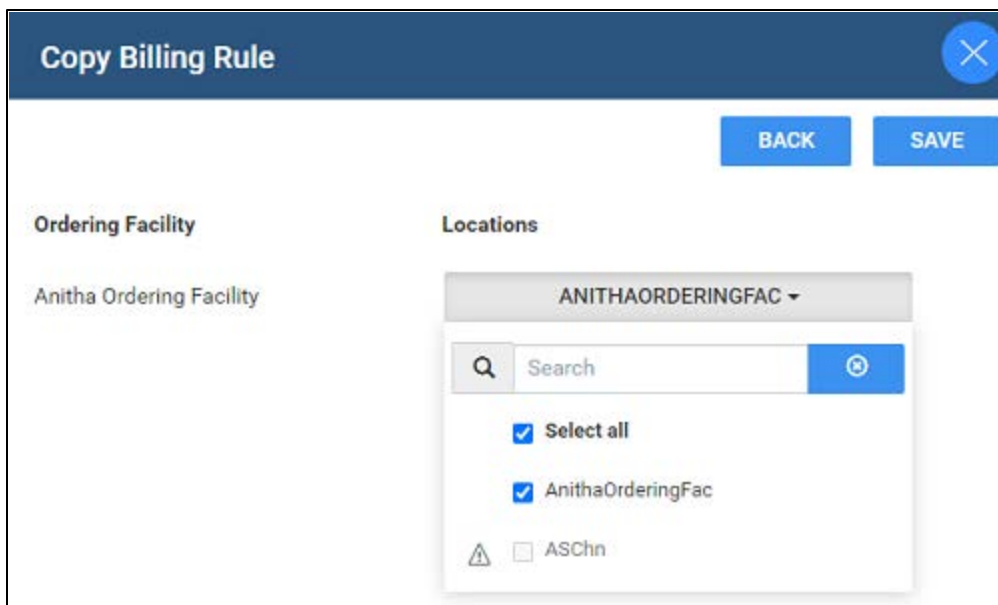 Copy Billing Rule
BACK SAVE
Ordering Facility Locations
Anitha Ordering Facility ANITHAORDERINGFAC
Search
Select all
AnithaOrderingFac
ASChn